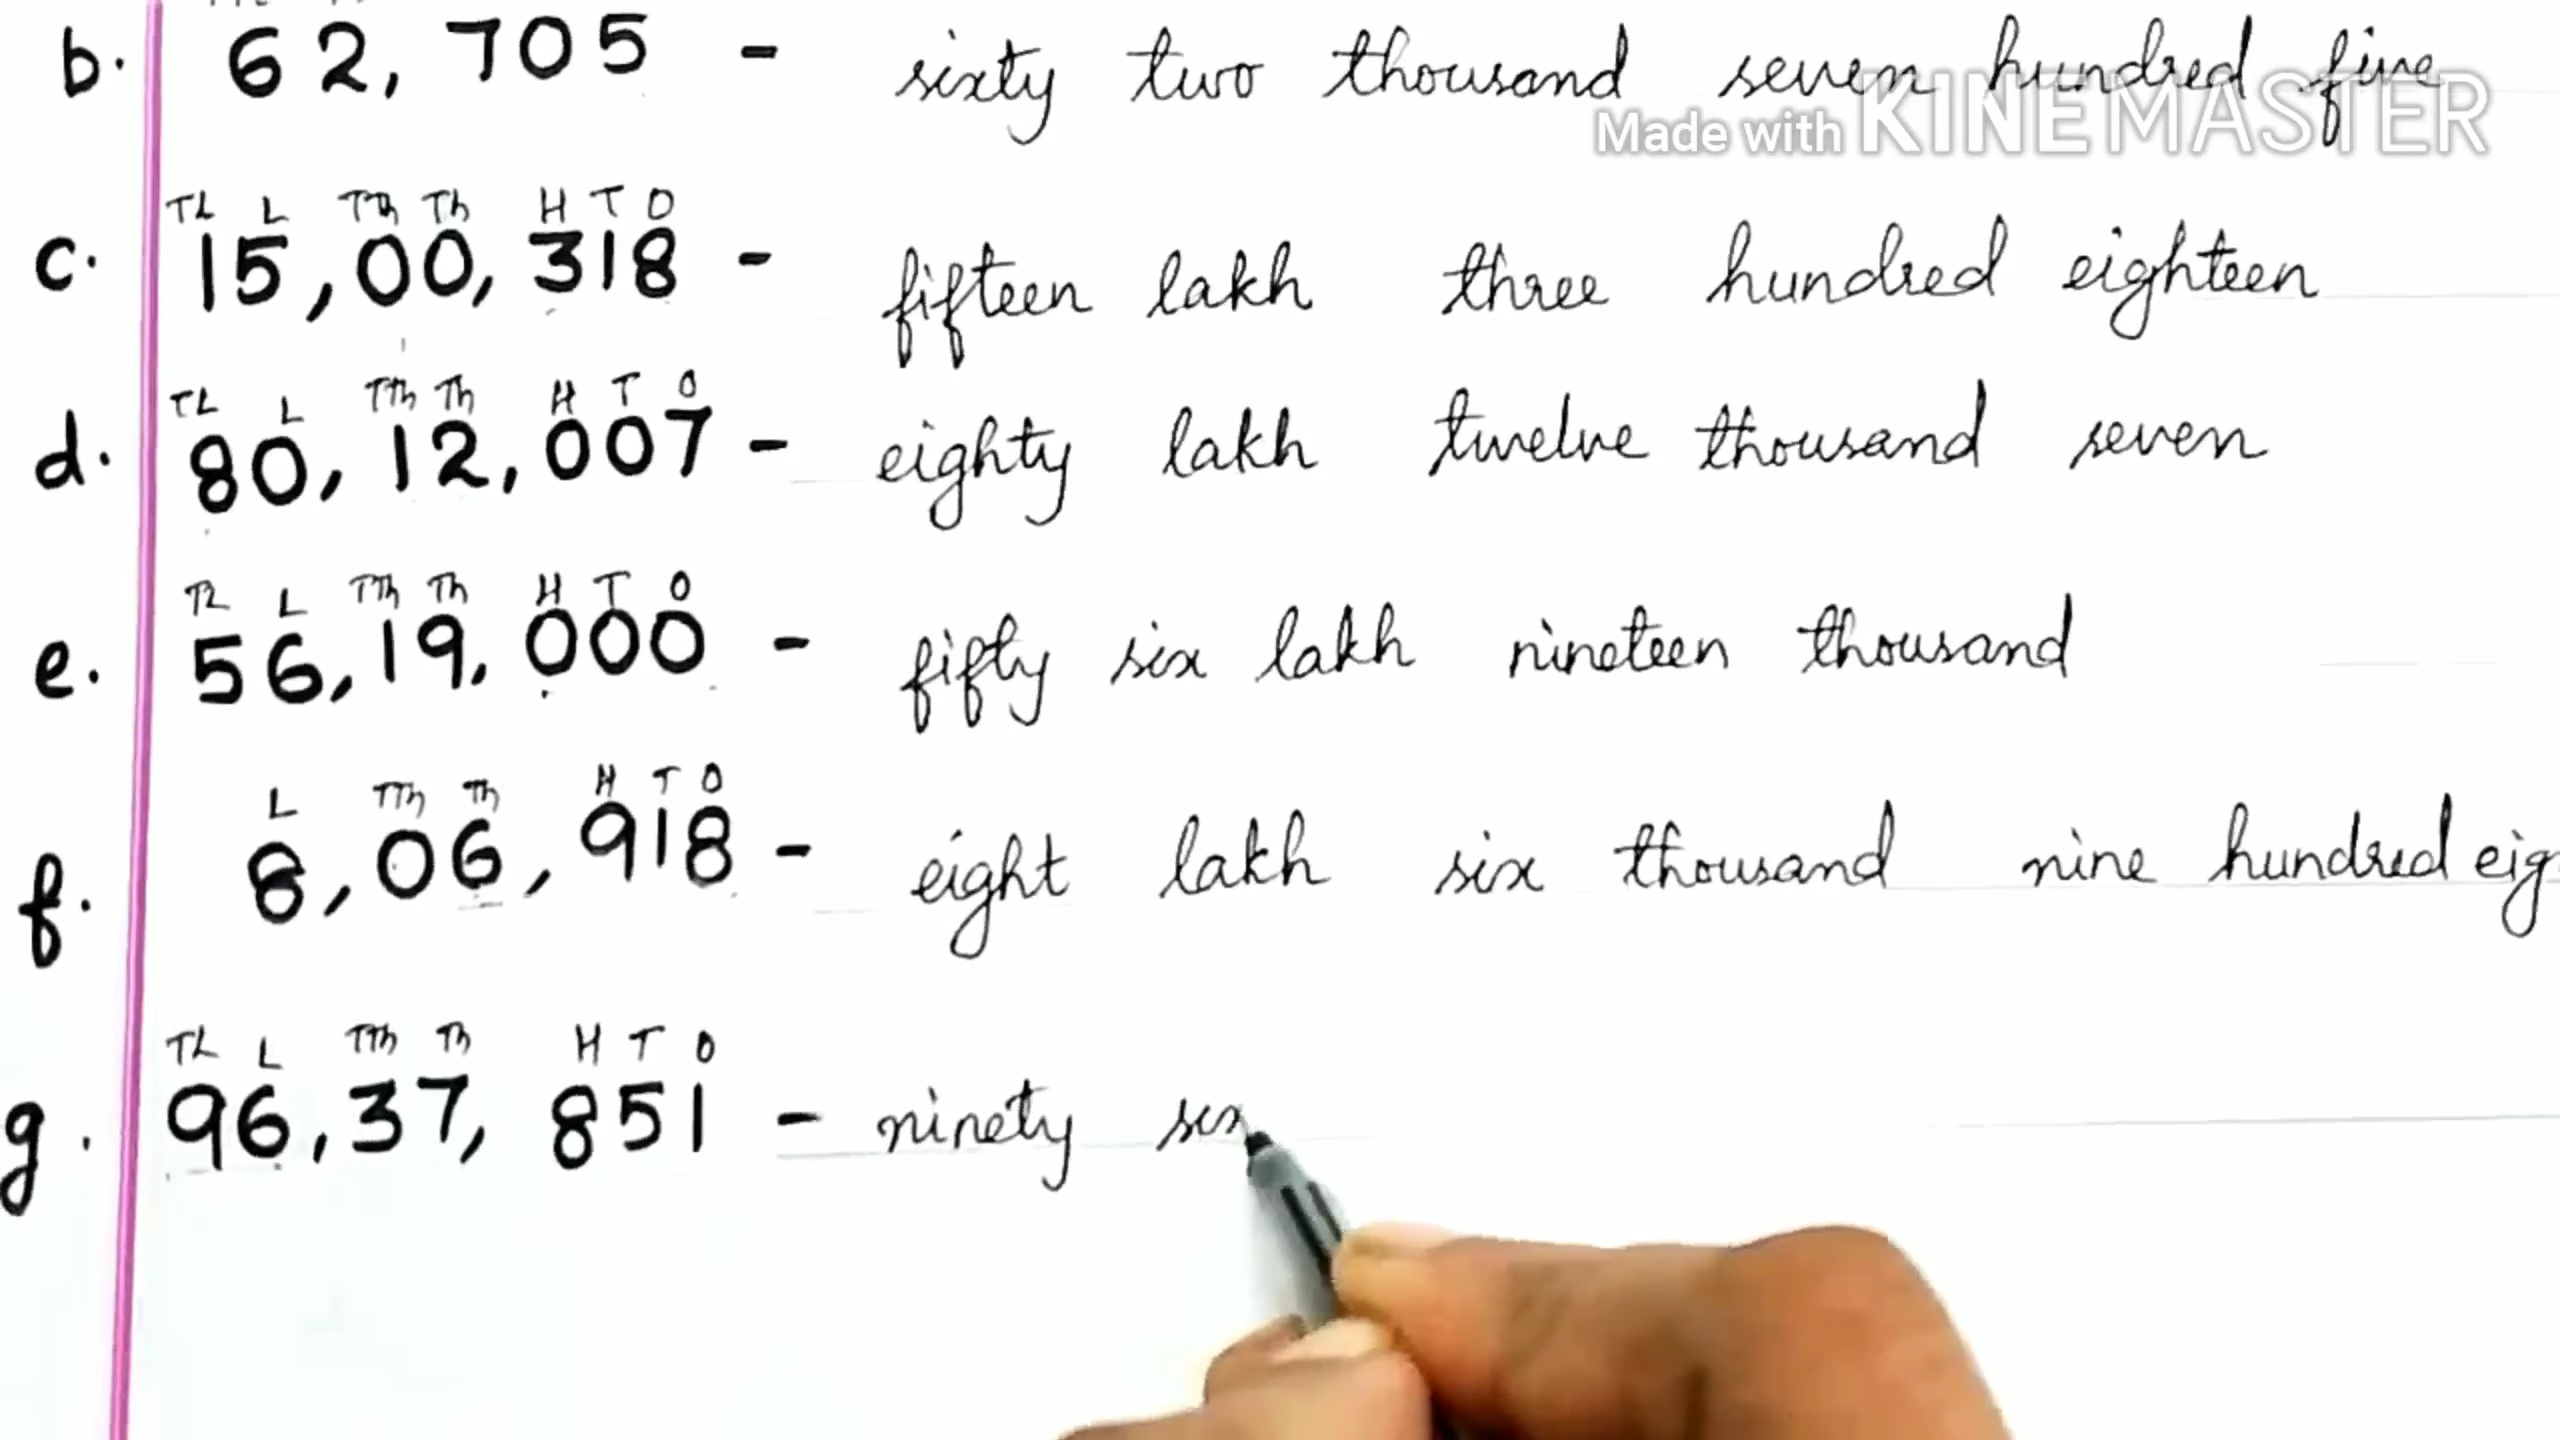 b. 62,705 - sixty two thousand seven hundred five
Made with KINEMASTER
TL L TTh Th H T O
c. 15,00,318 - fifteen lakh three hundred eighteen
TL L TTh Th H T O
d. 80,12,007 - eighty lakh twelve thousand seven
TL L TTh Th H T O
e. 56,19,000 - fifty six lakh nineteen thousand
L TTh Th H T O
f. 8,06,918 - eight lakh six thousand nine hundred eig
TL L TTh Th H T O
g. 96,37,851 - ninety six